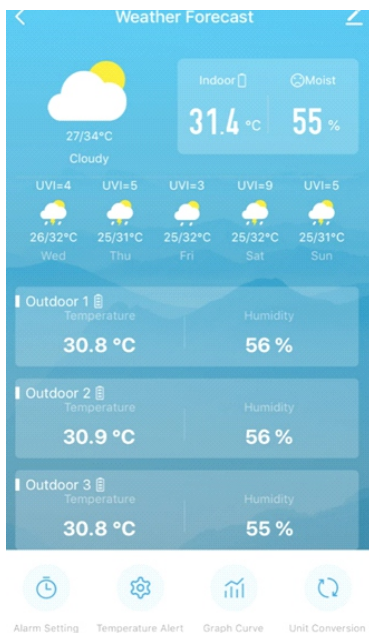 Weather Forecast
Indoor
Moist
31.4 °C
55 %
27/34°C
Cloudy
UVI=4 UVI=5 UVI=3 UVI=9 UVI=5
26/32°C 25/31°C 25/32°C 25/32°C 25/31°C
Wed Thu Fri Sat Sun
Outdoor 1
Temperature Humidity
30.8 °C 56 %
Outdoor 2
Temperature Humidity
30.9 °C 56 %
Outdoor 3
Temperature Humidity
30.8 °C 55 %
Alarm Setting Temperature Alert Graph Curve Unit Conversion